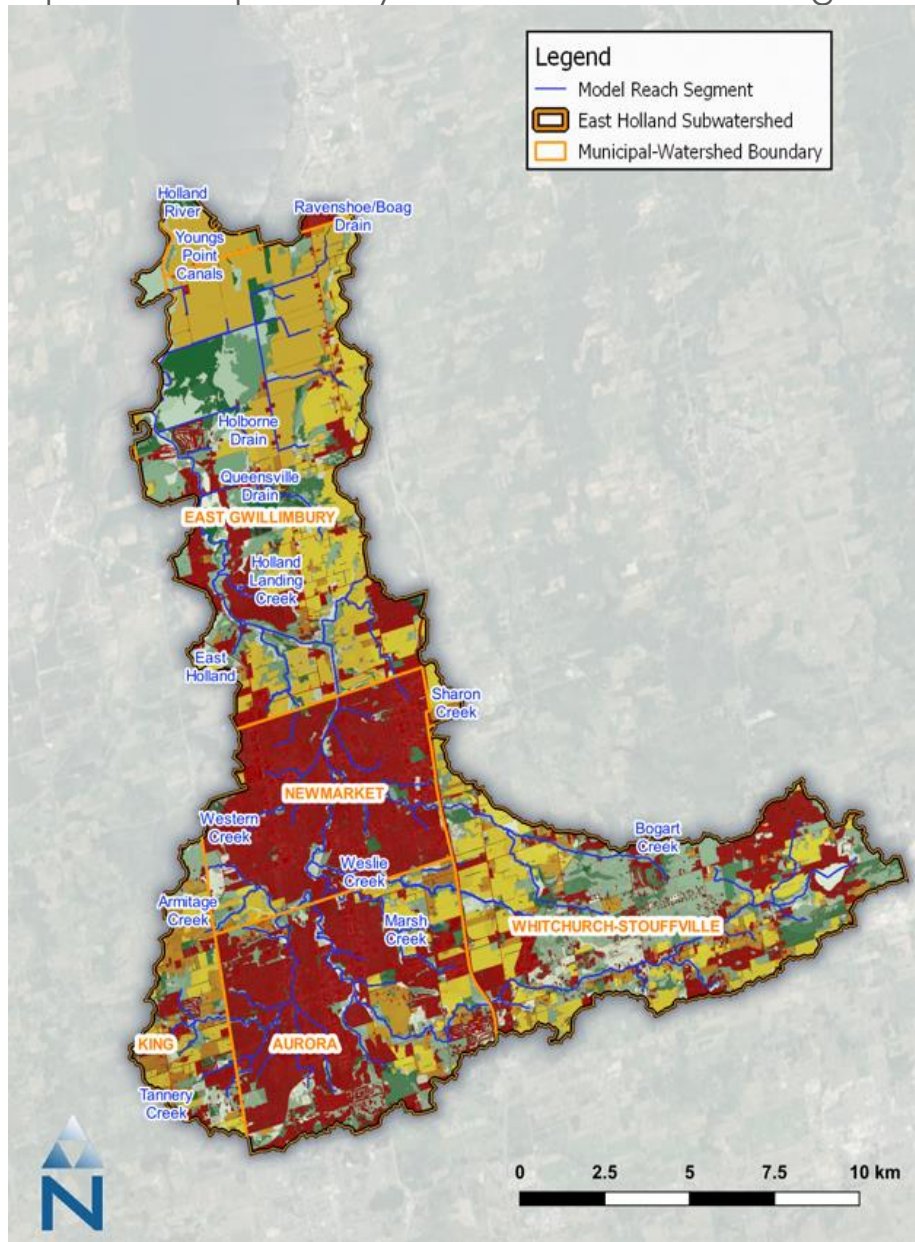 Legend
Model Reach Segment
East Holland Subwatershed
Municipal-Watershed Boundary
Holland
River
Ravenshoe/Boag
Drain
Youngs
Point
Canals
Holborne
Drain
Queensville
Drain
EAST GWILLIMBURY
Holland
Landing
Creek
East
Holland
Sharon
Creek
NEWMARKET
Western
Creek
Bogart
Creek
Weslie
Creek
Armitage
Creek
Marsh
Creek
WHITCHURCH-STOUFFVILLE
KING
AURORA
Tannery
Creek
N
0 2.5 5 7.5 10 km